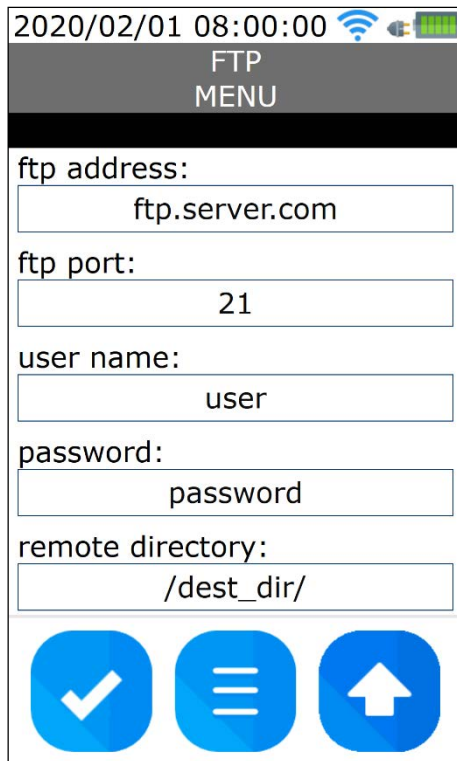 2020/02/01 08:00:00
FTP
MENU
ftp address:
ftp.server.com
ftp port:
21
user name:
user
password:
password
remote directory:
/dest_dir/